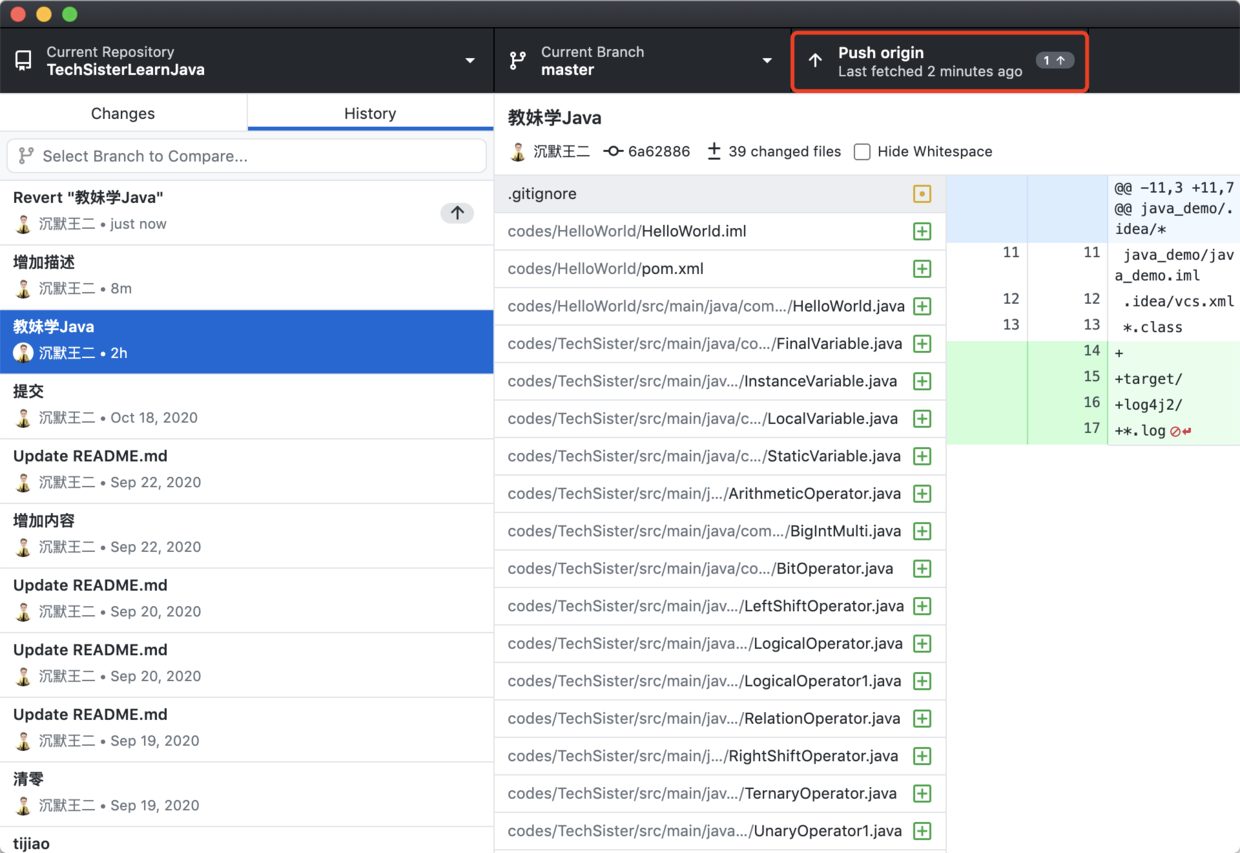 Current Repository
TechSisterLearnJava
Current Branch
master
Push origin
Last fetched 2 minutes ago
1
Changes
History
Select Branch to Compare...
Revert "教妹学Java"
沉默王二 • just now
增加描述
沉默王二 • 8m
教妹学Java
沉默王二 • 2h
提交
沉默王二 • Oct 18, 2020
Update README.md
沉默王二 • Sep 22, 2020
增加内容
沉默王二 • Sep 22, 2020
Update README.md
沉默王二 • Sep 20, 2020
Update README.md
沉默王二 • Sep 20, 2020
Update README.md
沉默王二 • Sep 19, 2020
清零
沉默王二 • Sep 19, 2020
tijiao
教妹学Java
沉默王二 6a62886 39 changed files Hide Whitespace
.gitignore
codes/HelloWorld/HelloWorld.iml
codes/HelloWorld/pom.xml
codes/HelloWorld/src/main/java/com.../HelloWorld.java
codes/TechSister/src/main/java/co.../FinalVariable.java
codes/TechSister/src/main/jav.../InstanceVariable.java
codes/TechSister/src/main/java/c.../LocalVariable.java
codes/TechSister/src/main/java/c.../StaticVariable.java
codes/TechSister/src/main/j.../ArithmeticOperator.java
codes/TechSister/src/main/java/com.../BigIntMulti.java
codes/TechSister/src/main/java/co.../BitOperator.java
codes/TechSister/src/main/jav.../LeftShiftOperator.java
codes/TechSister/src/main/java.../LogicalOperator.java
codes/TechSister/src/main/jav.../LogicalOperator1.java
codes/TechSister/src/main/jav.../RelationOperator.java
codes/TechSister/src/main/j.../RightShiftOperator.java
codes/TechSister/src/main/jav.../TernaryOperator.java
codes/TechSister/src/main/java.../UnaryOperator1.java
@@ -11,3 +11,7
@@ java_demo/.
idea/*
11 11 java_demo/jav
a_demo.iml
12 12 .idea/vcs.xml
13 13 *.class
14 +
15 +target/
16 +log4j2/
17 +*.log